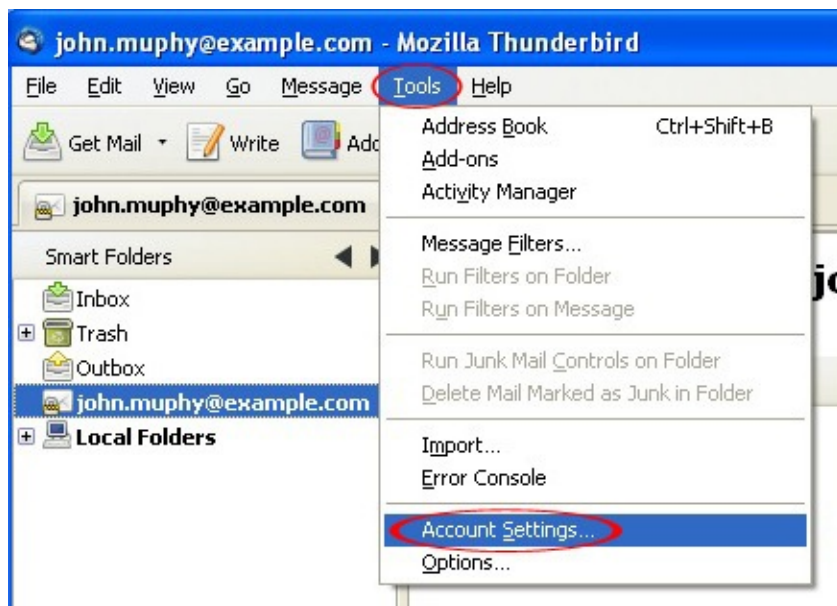 john.muphy@example.com - Mozilla Thunderbird
File Edit View Go Message Tools Help
Get Mail Write Add
john.muphy@example.com
Smart Folders
Inbox
Trash
Outbox
john.muphy@example.com
Local Folders
Address Book Ctrl+Shift+B
Add-ons
Activity Manager
Message Filters...
Run Filters on Folder
Run Filters on Message
Run Junk Mail Controls on Folder
Delete Mail Marked as Junk in Folder
Import...
Error Console
Account Settings...
Options...
jo